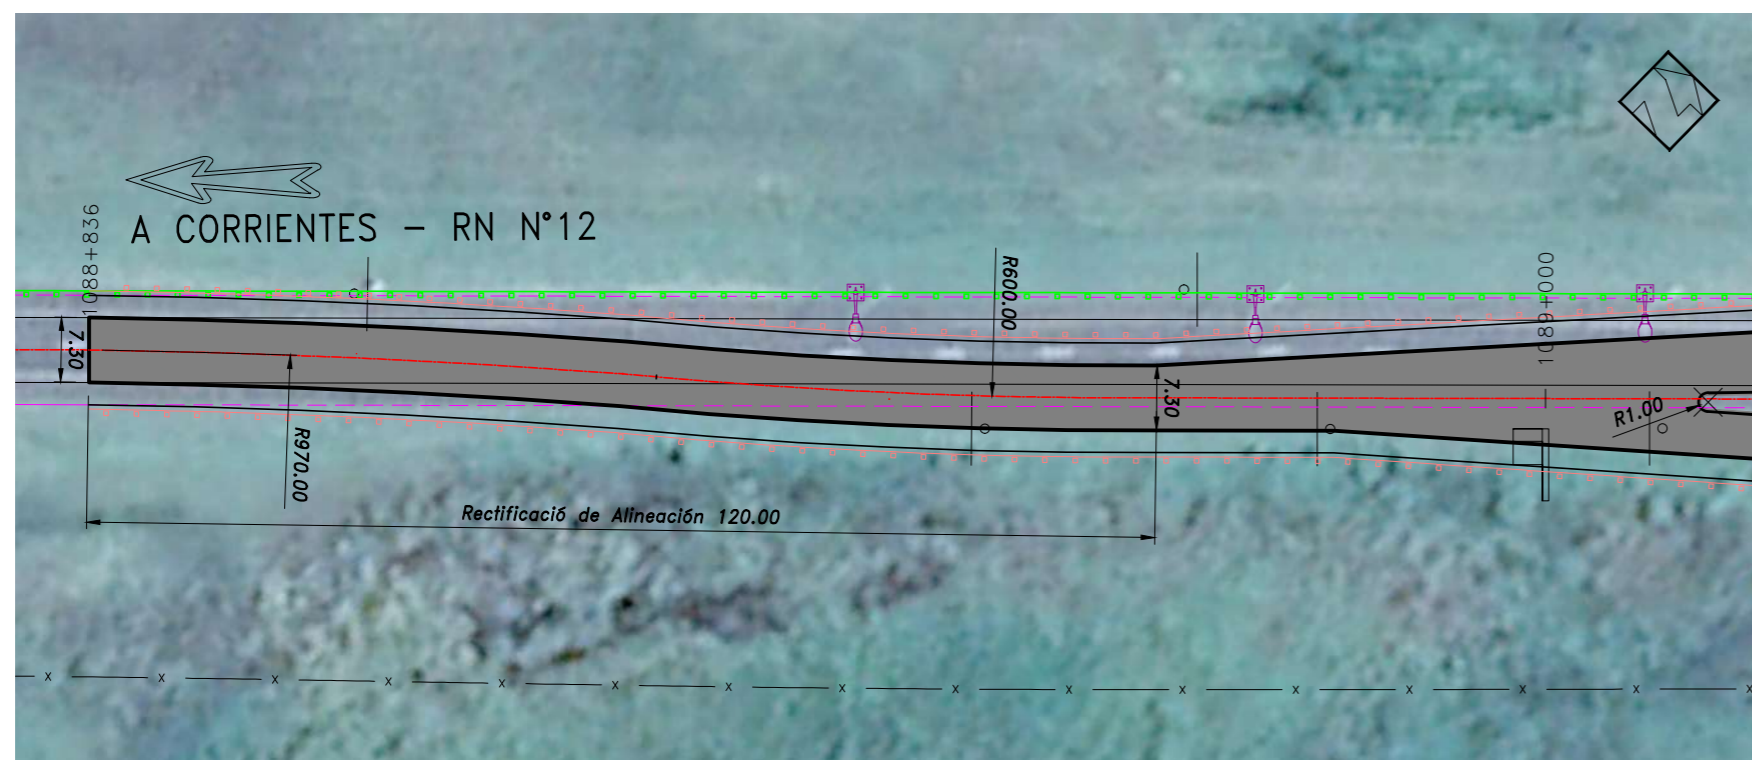 A CORRIENTES - RN N°12
1088+836
7.30
R970.00
R600.00
7.30
1089+000
R1.00
Rectificació de Alineación 120.00
x x x x x x x x x x x x x x x x